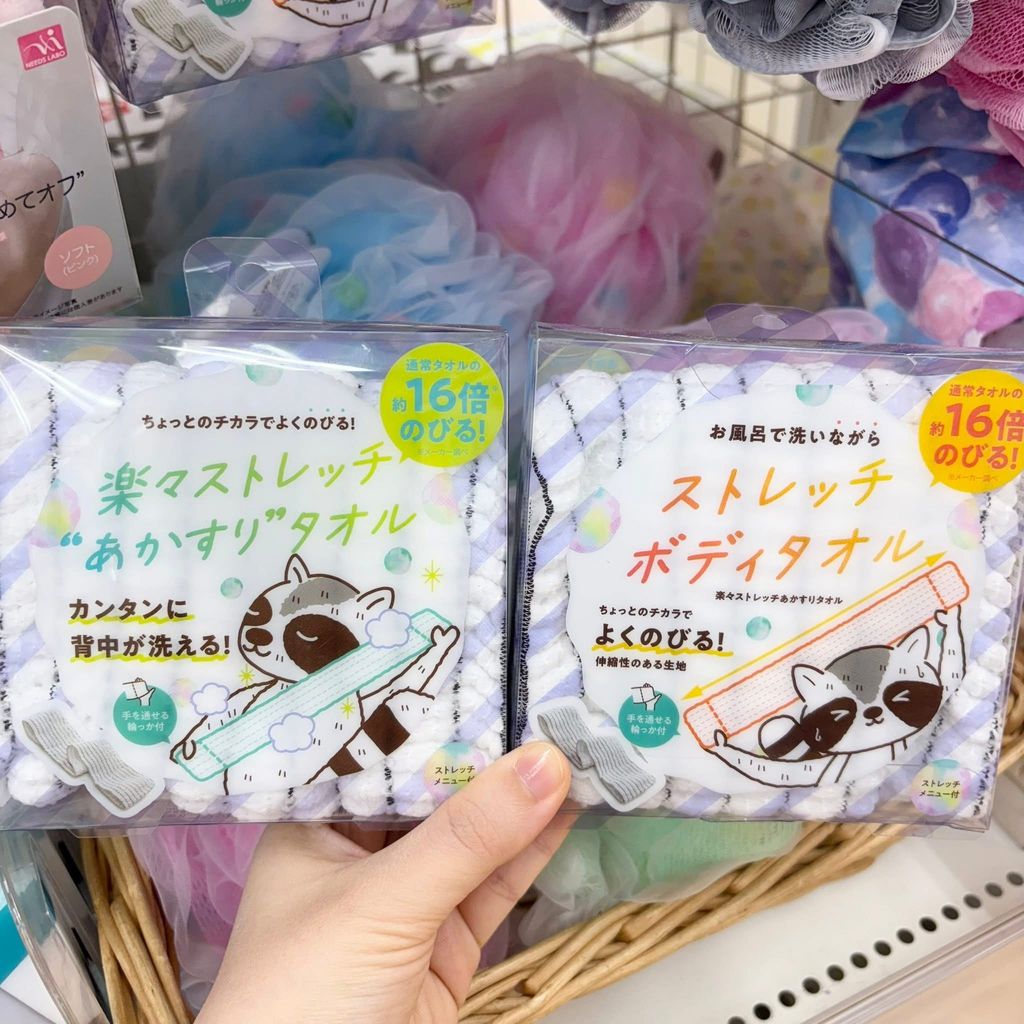 NEEDS LABO
めてオフ”
ソフト
(ピンク)
メニュー付
ちょっとのチカラでよくのびる!
通常タオルの
約16倍※
のびる!
※メーカー調べ
楽々ストレッチ
“あかすり”タオル
カンタンに
背中が洗える!
手を通せる
輪っか付
ストレッチ
メニュー付
お風呂で洗いながら
通常タオルの
約16倍
のびる!
※メーカー調べ
ストレッチ
ボディタオル
楽々ストレッチあかすりタオル
ちょっとのチカラで
よくのびる!
伸縮性のある生地
手を通せる
輪っか付
ストレッチ
メニュー付